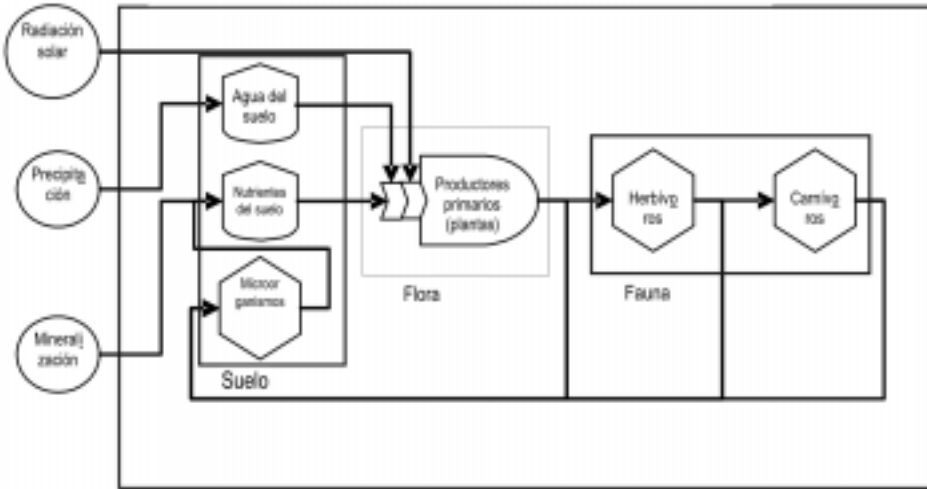 Radiación
solar
Agua del
suelo
Precipita
ción
Nutrientes
del suelo
Productores
primarios
(plantas)
Herbívo
ros
Carnívo
ros
Microor
ganismos
Flora
Fauna
Minerali
zación
Suelo